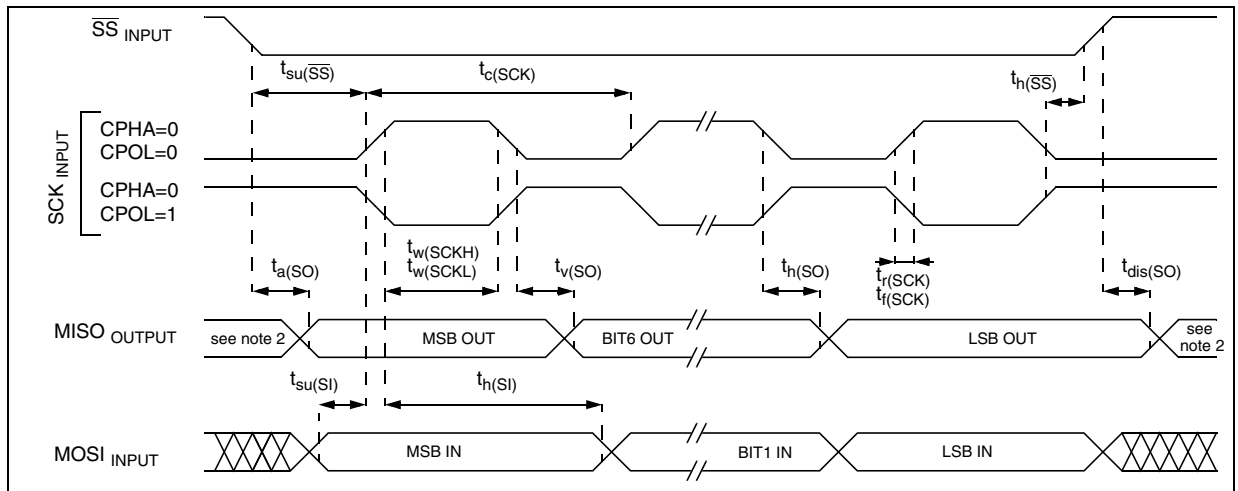 SS INPUT
tsu(SS)
tc(SCK)
th(SS)
SCK INPUT
CPHA=0
CPOL=0
CPHA=0
CPOL=1
ta(SO)
tw(SCKH)
tw(SCKL)
tv(SO)
th(SO)
tr(SCK)
tf(SCK)
tdis(SO)
MISO OUTPUT
see note 2
MSB OUT
BIT6 OUT
LSB OUT
see
note 2
tsu(SI)
th(SI)
MOSI INPUT
MSB IN
BIT1 IN
LSB IN